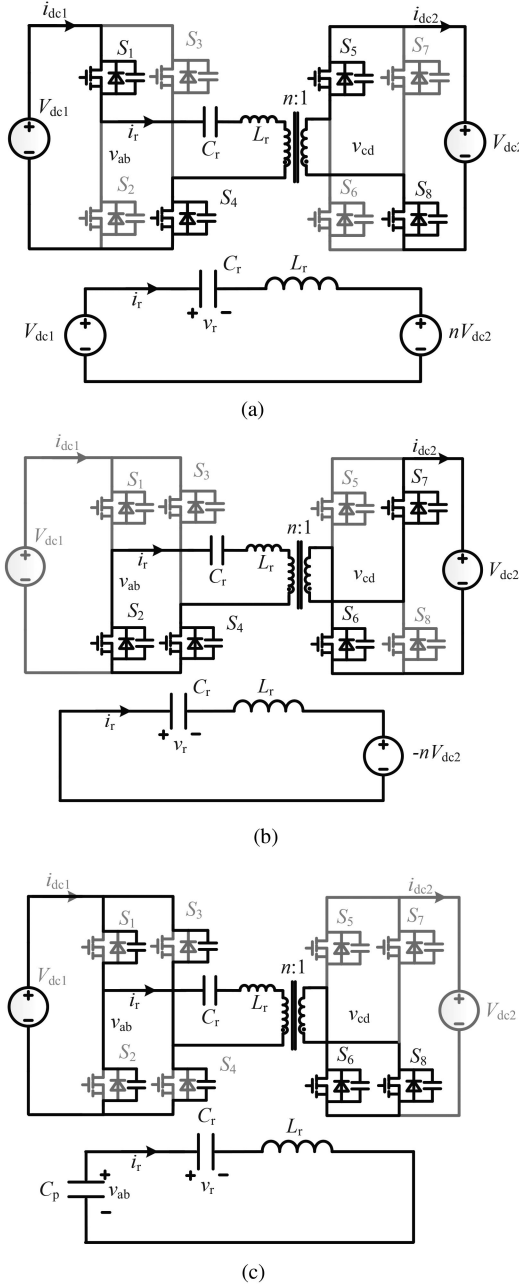 i_dc1 S_1 S_3 S_5 i_dc2 S_7
n:1
V_dc1 i_r C_r L_r V_dc2
v_ab v_cd
S_2 S_4 S_6 S_8
C_r L_r
i_r + v_r -
V_dc1 nV_dc2
(a)
i_dc1 S_1 S_3 S_5 i_dc2 S_7
n:1
V_dc1 i_r C_r L_r V_dc2
v_ab v_cd
S_2 S_4 S_6 S_8
C_r L_r
i_r + v_r -
-nV_dc2
(b)
i_dc1 S_1 S_3 S_5 i_dc2 S_7
n:1
V_dc1 i_r C_r L_r V_dc2
v_ab v_cd
S_2 S_4 S_6 S_8
C_r L_r
i_r + v_r -
C_p + v_ab -
(c)